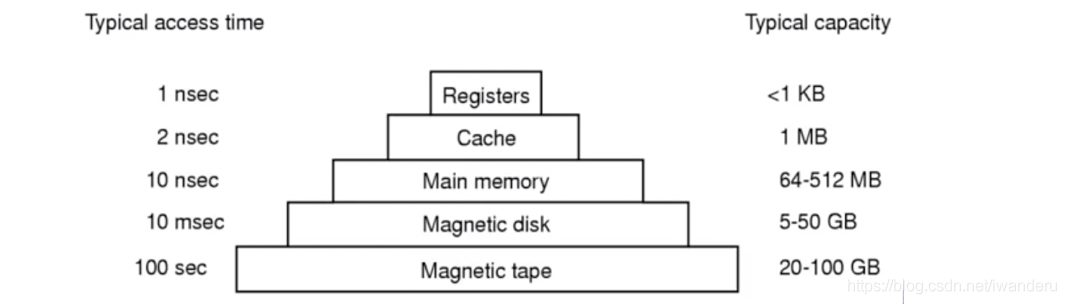 Typical access time Typical capacity
1 nsec Registers <1 KB
2 nsec Cache 1 MB
10 nsec Main memory 64-512 MB
10 msec Magnetic disk 5-50 GB
100 sec Magnetic tape 20-100 GB
https://blog.csdn.net/iwanderu